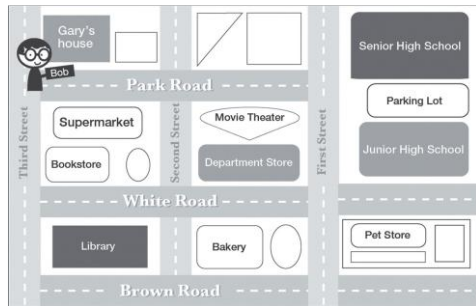 Gary's
house
Bob
Senior High School
Park Road
Parking Lot
Third Street
Supermarket
Second Street
Movie Theater
First Street
Junior High School
Bookstore
Department Store
White Road
Library
Bakery
Pet Store
Brown Road